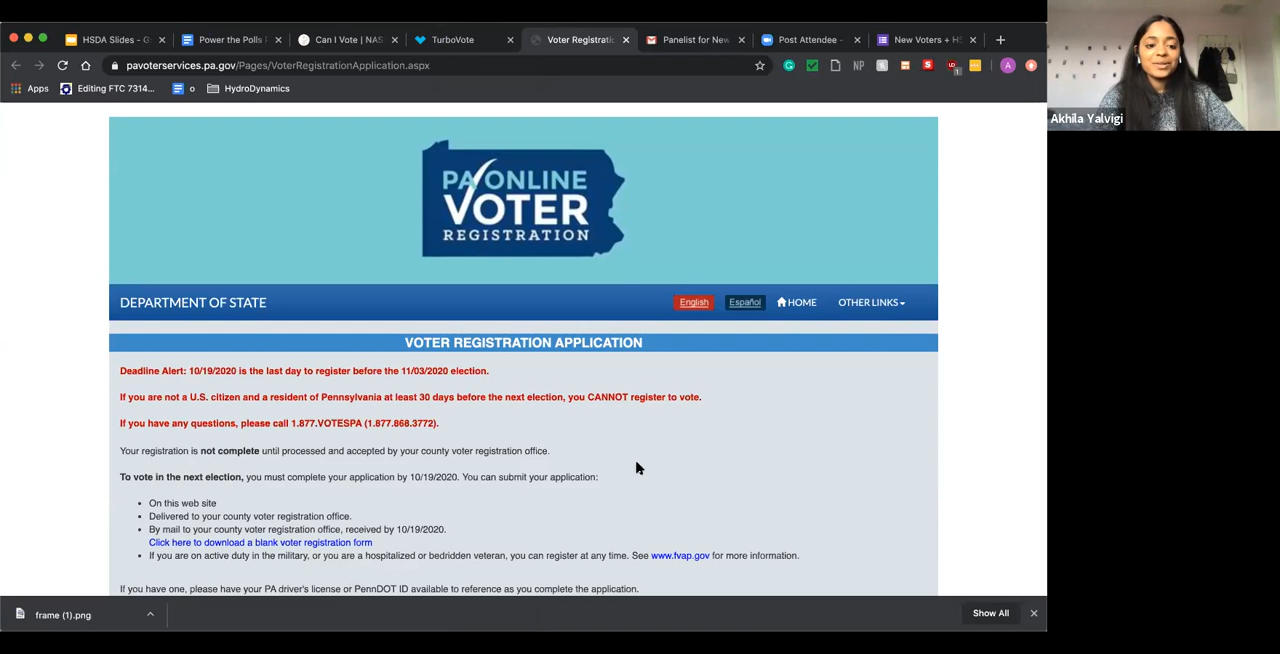 HSDA Slides - G
Power the Polls
Can I Vote | NAS
TurboVote
Voter Registratio
Panelist for New
Post Attendee -
New Voters + H
pavoterservices.pa.gov/Pages/VoterRegistrationApplication.aspx
NP
1
A
Apps
Editing FTC 7314...
o
HydroDynamics
Akhila Yalvigi
PA ONLINE
VOTER
REGISTRATION
DEPARTMENT OF STATE
English
Español
HOME
OTHER LINKS
VOTER REGISTRATION APPLICATION
Deadline Alert: 10/19/2020 is the last day to register before the 11/03/2020 election.
If you are not a U.S. citizen and a resident of Pennsylvania at least 30 days before the next election, you CANNOT register to vote.
If you have any questions, please call 1.877.VOTESPA (1.877.868.3772).
Your registration is not complete until processed and accepted by your county voter registration office.
To vote in the next election, you must complete your application by 10/19/2020. You can submit your application:
• On this web site
• Delivered to your county voter registration office.
• By mail to your county voter registration office, received by 10/19/2020.
Click here to download a blank voter registration form
• If you are on active duty in the military, or you are a hospitalized or bedridden veteran, you can register at any time. See www.fvap.gov for more information.
If you have one, please have your PA driver's license or PennDOT ID available to reference as you complete the application.
frame (1).png
Show All